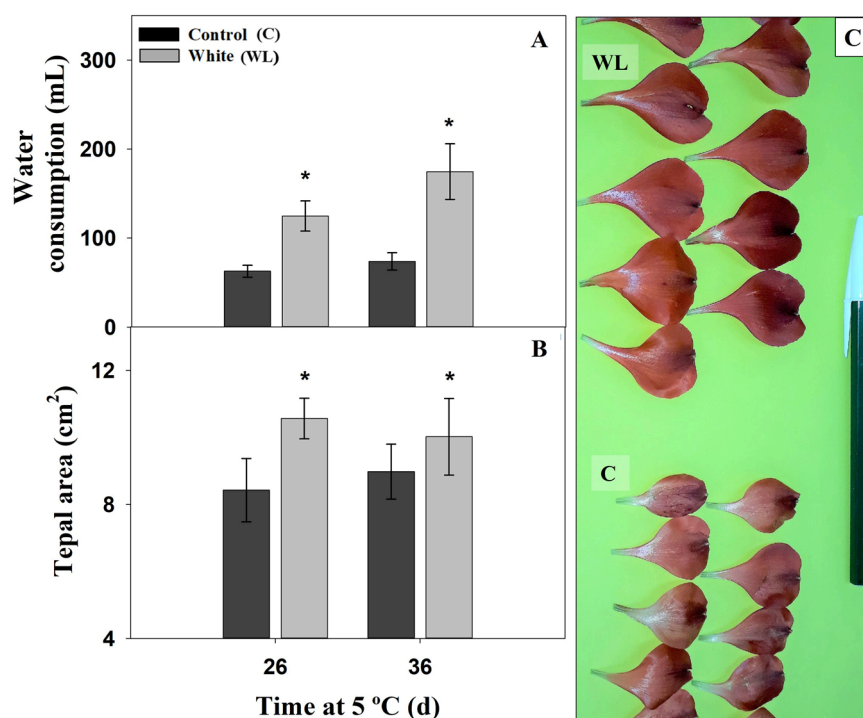 Control (C)
White (WL)
A
Water
consumption (mL)
300
200
100
0
*
*
B
Tepal area (cm²)
12
8
4
*
*
26
36
Time at 5 ºC (d)
C
WL
C